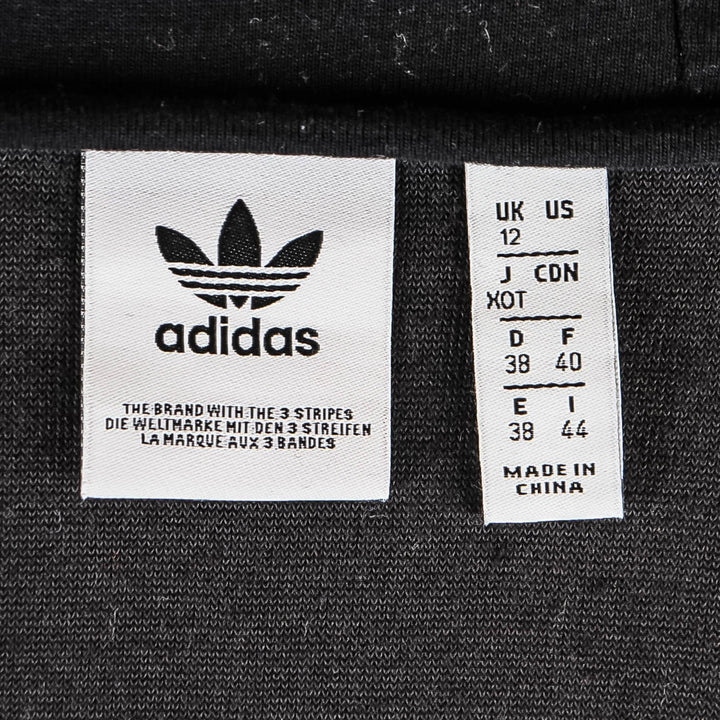 adidas
THE BRAND WITH THE 3 STRIPES
DIE WELTMARKE MIT DEN 3 STREIFEN
LA MARQUE AUX 3 BANDES
UK US
12
J CDN
XOT
D F
38 40
E I
38 44
MADE IN
CHINA